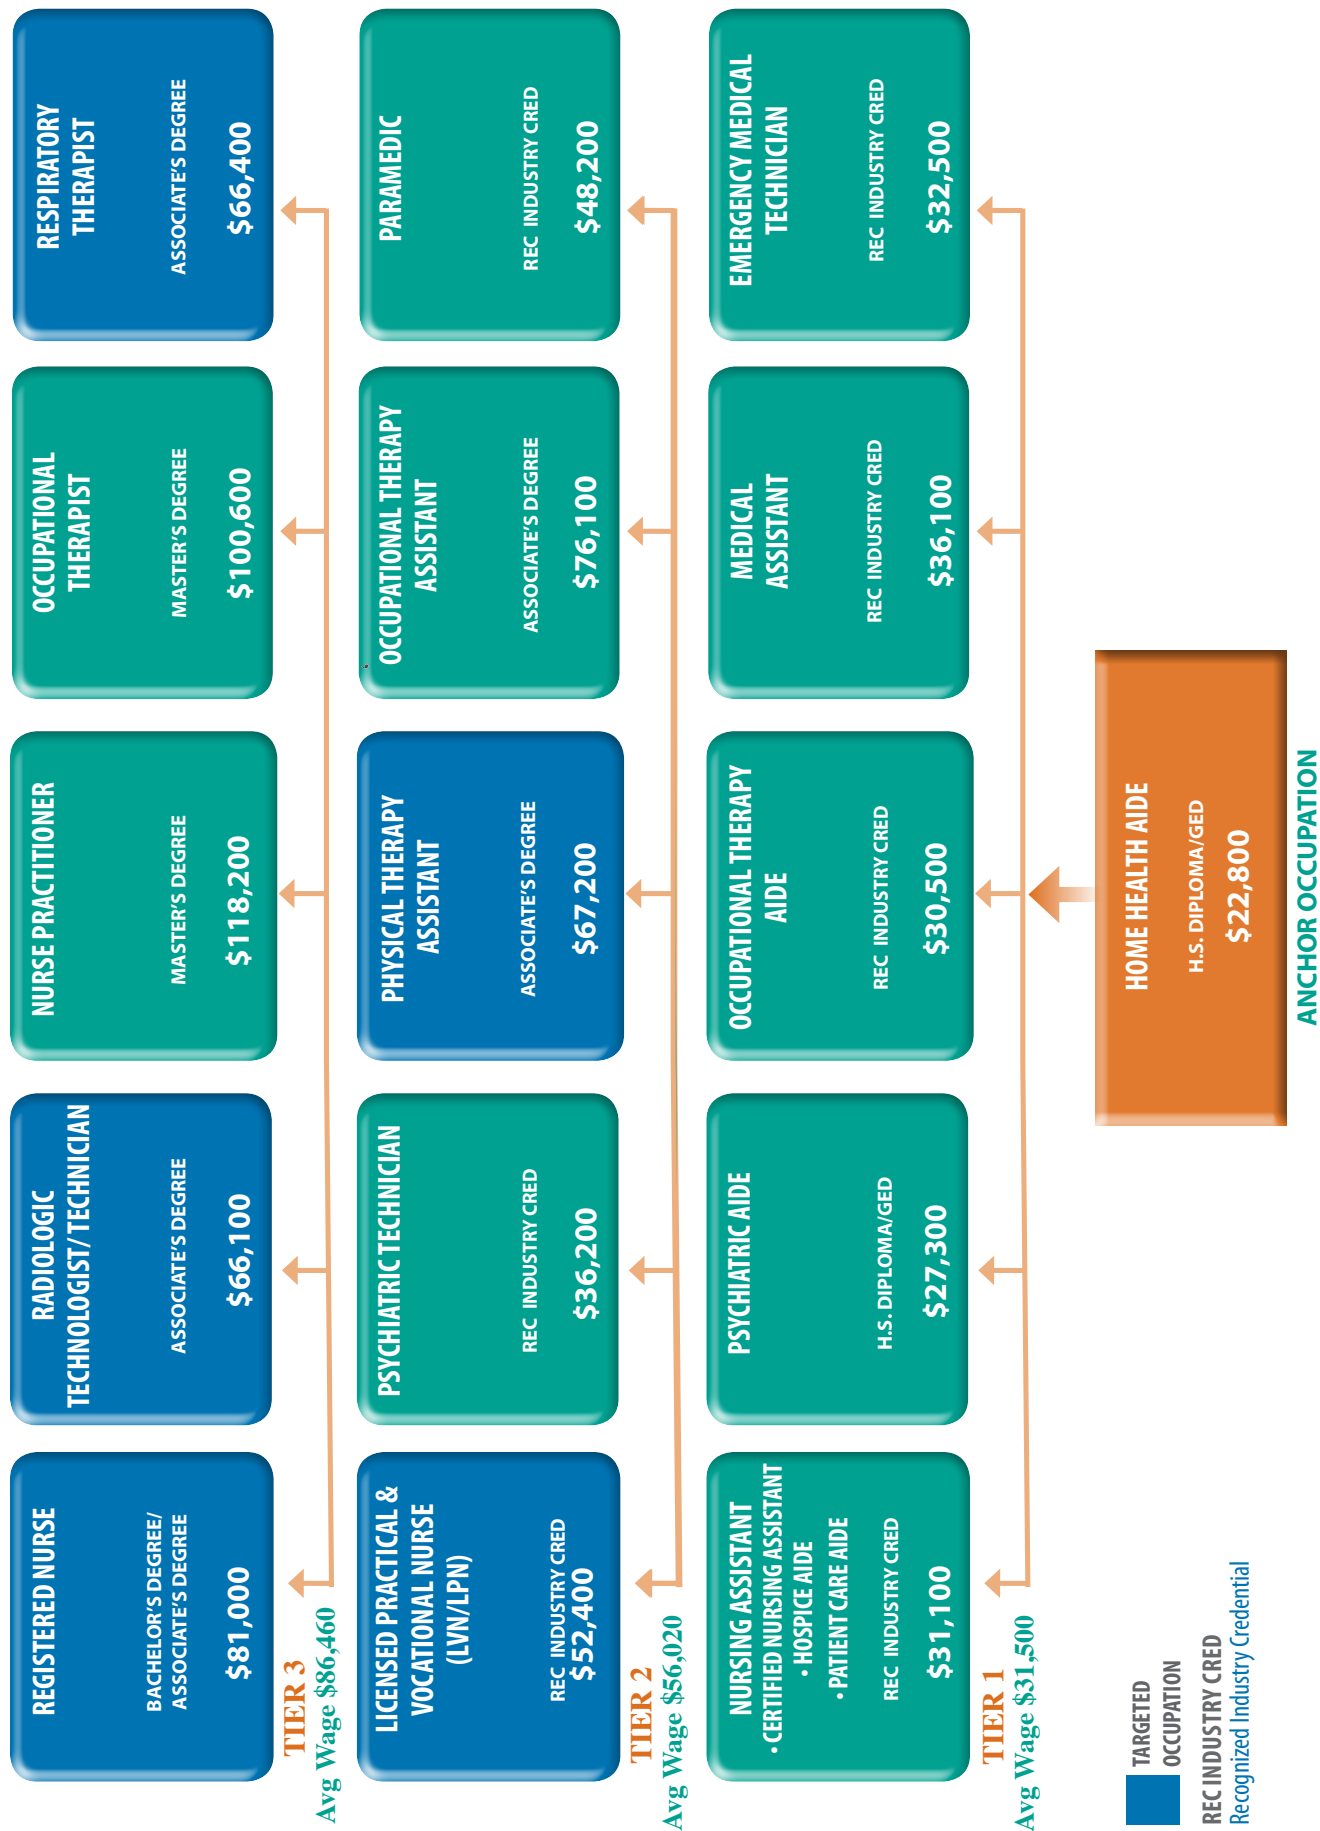 REGISTERED NURSE
BACHELOR'S DEGREE/
ASSOCIATE'S DEGREE
$81,000
RADIOLOGIC
TECHNOLOGIST/TECHNICIAN
ASSOCIATE'S DEGREE
$66,100
NURSE PRACTITIONER
MASTER'S DEGREE
$118,200
OCCUPATIONAL
THERAPIST
MASTER'S DEGREE
$100,600
RESPIRATORY
THERAPIST
ASSOCIATE'S DEGREE
$66,400
TIER 3
Avg Wage $86,460
LICENSED PRACTICAL &
VOCATIONAL NURSE
(LVN/LPN)
REC INDUSTRY CRED
$52,400
PSYCHIATRIC TECHNICIAN
REC INDUSTRY CRED
$36,200
PHYSICAL THERAPY
ASSISTANT
ASSOCIATE'S DEGREE
$67,200
OCCUPATIONAL THERAPY
ASSISTANT
ASSOCIATE'S DEGREE
$76,100
PARAMEDIC
REC INDUSTRY CRED
$48,200
TIER 2
Avg Wage $56,020
NURSING ASSISTANT
• CERTIFIED NURSING ASSISTANT
• HOSPICE AIDE
• PATIENT CARE AIDE
REC INDUSTRY CRED
$31,100
PSYCHIATRIC AIDE
H.S. DIPLOMA/GED
$27,300
OCCUPATIONAL THERAPY
AIDE
REC INDUSTRY CRED
$30,500
MEDICAL
ASSISTANT
REC INDUSTRY CRED
$36,100
EMERGENCY MEDICAL
TECHNICIAN
REC INDUSTRY CRED
$32,500
TIER 1
Avg Wage $31,500
HOME HEALTH AIDE
H.S. DIPLOMA/GED
$22,800
ANCHOR OCCUPATION
TARGETED
OCCUPATION
REC INDUSTRY CRED
Recognized Industry Credential